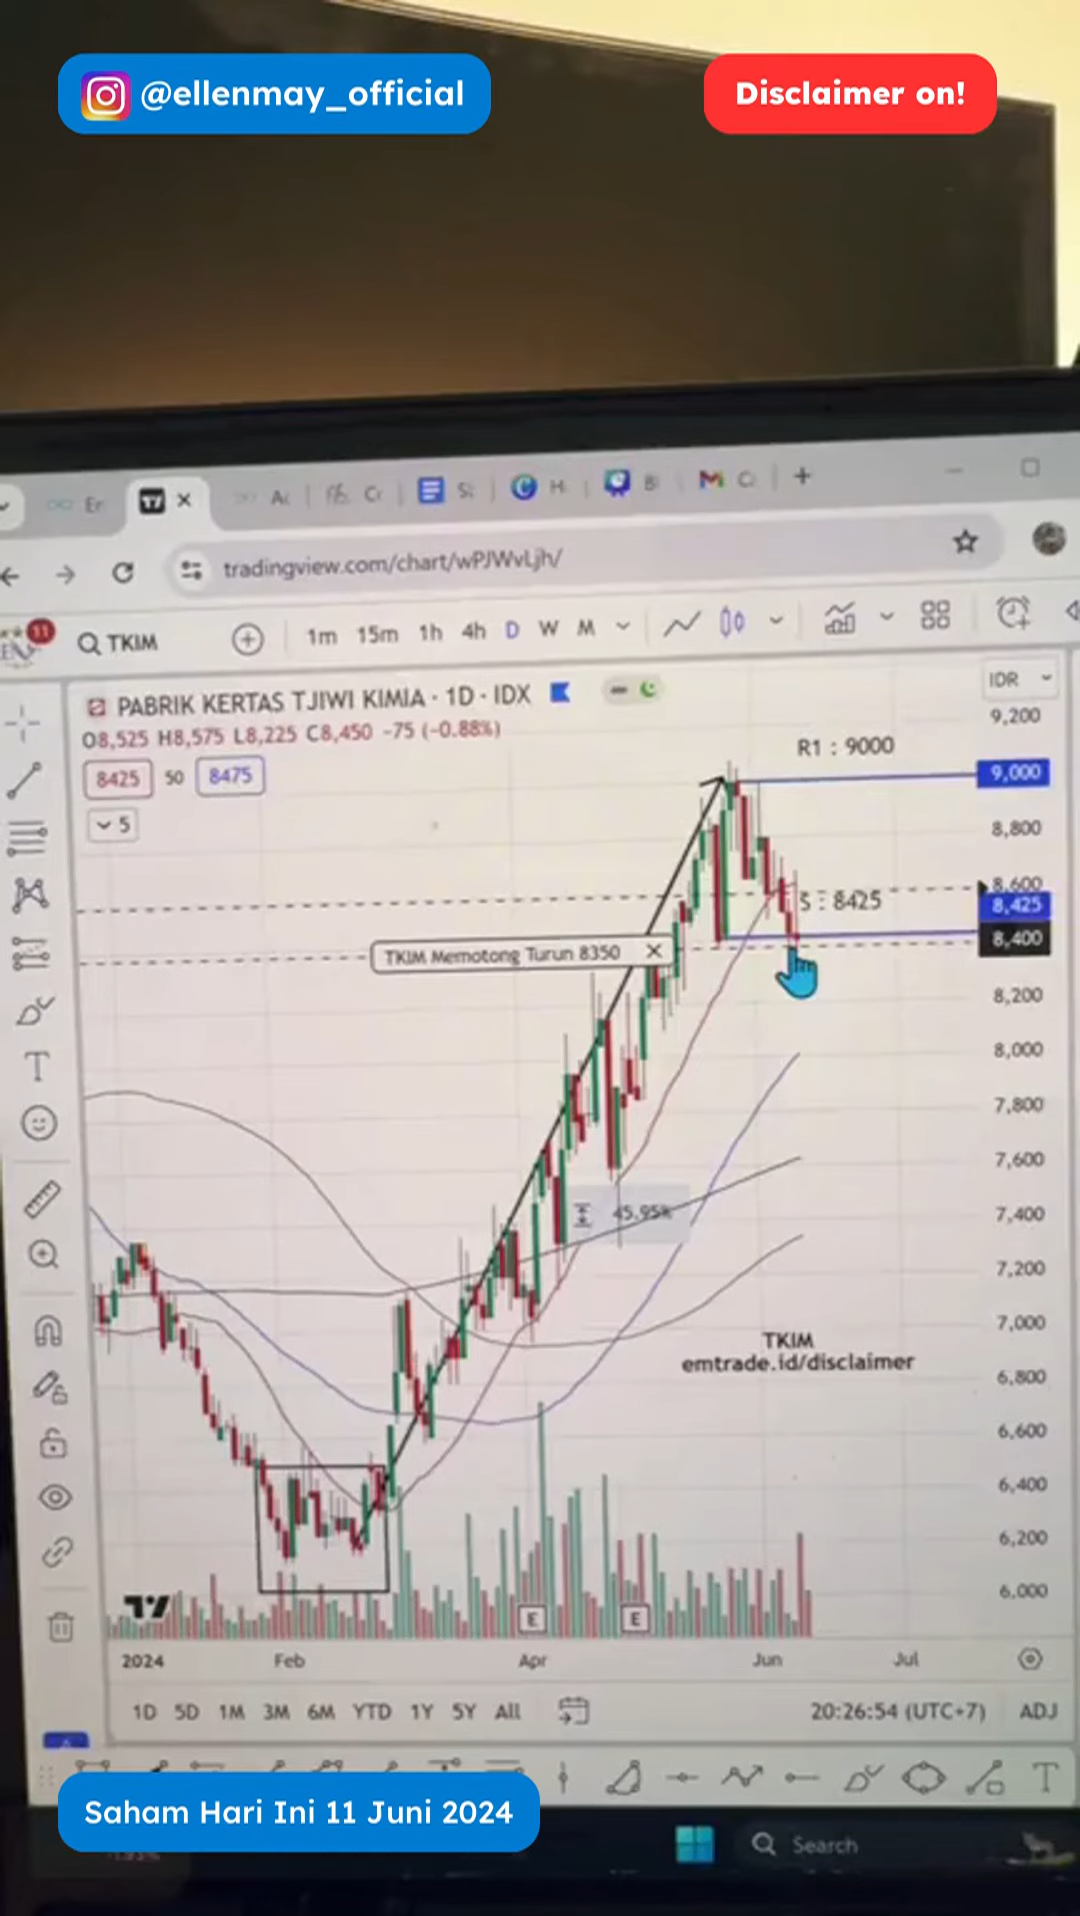 @ellenmay_official
Disclaimer on!
tradingview.com/chart/wPJWvLjh/
11
TKIM
1m 15m 1h 4h D W M
PABRIK KERTAS TJIWI KIMIA · 1D · IDX
IDR
O8,525 H8,575 L8,225 C8,450 -75 (-0.88%)
8425 50 8475
5
R1 : 9000
9,200
9,000
8,800
8,600
S : 8425
8,425
8,400
TKIM Memotong Turun 8350
8,200
8,000
7,800
7,600
45.95%
7,400
7,200
7,000
TKIM
emtrade.id/disclaimer
6,800
6,600
6,400
6,200
6,000
E E
2024 Feb Apr Jun Jul
1D 5D 1M 3M 6M YTD 1Y 5Y All
20:26:54 (UTC+7) ADJ
Saham Hari Ini 11 Juni 2024
Search